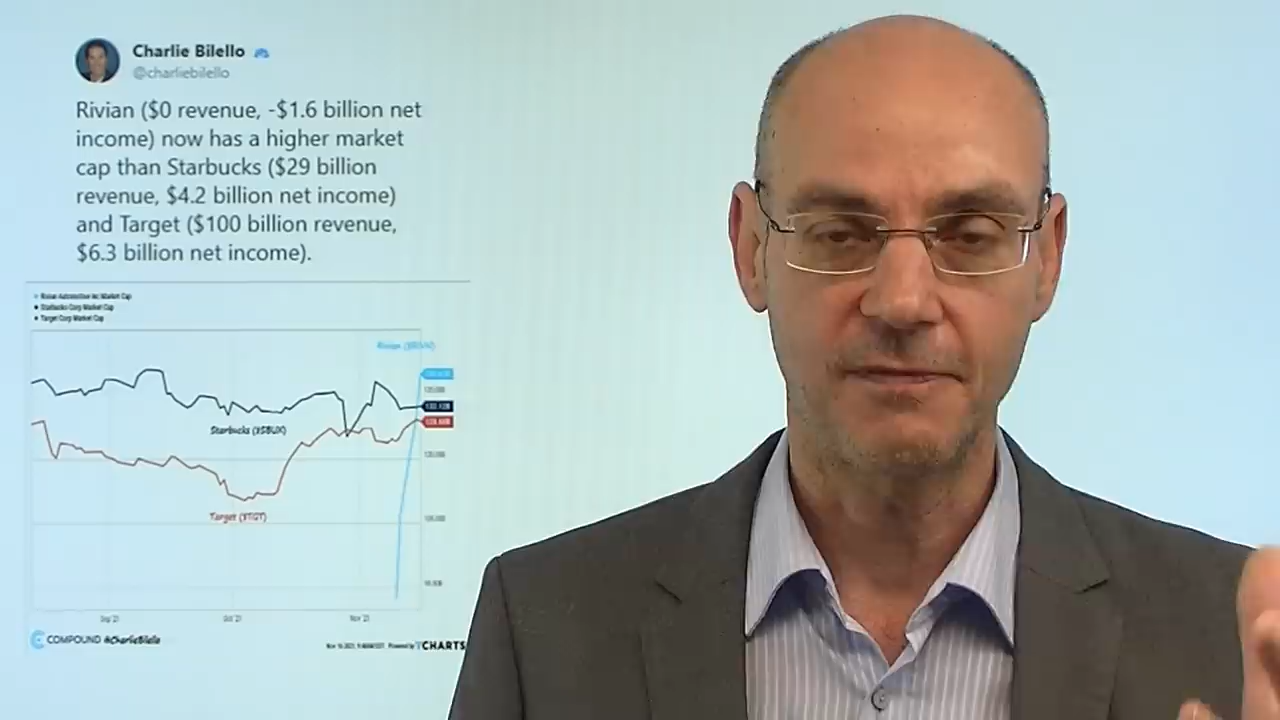 Charlie Bilello
@charliebilello
Rivian ($0 revenue, -$1.6 billion net
income) now has a higher market
cap than Starbucks ($29 billion
revenue, $4.2 billion net income)
and Target ($100 billion revenue,
$6.3 billion net income).
Rivian Automotive Inc Market Cap
Starbucks Corp Market Cap
Target Corp Market Cap
Starbucks ($SBUX)
Target ($TGT)
Sep '21
Oct '21
Nov '21
COMPOUND @CharlieBilello
Powered by YCHARTS